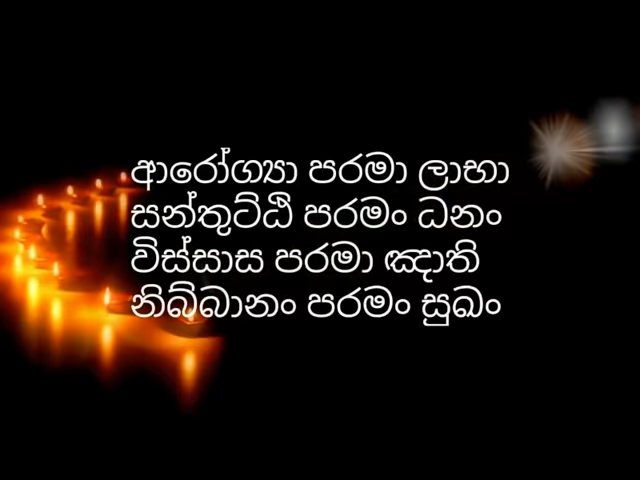 ආරෝග්‍යා පරමා ලාභා
සන්තුට්ඨි පරමං ධනං
විස්සාස පරමා ඤාති
නිබ්බානං පරමං සුඛං